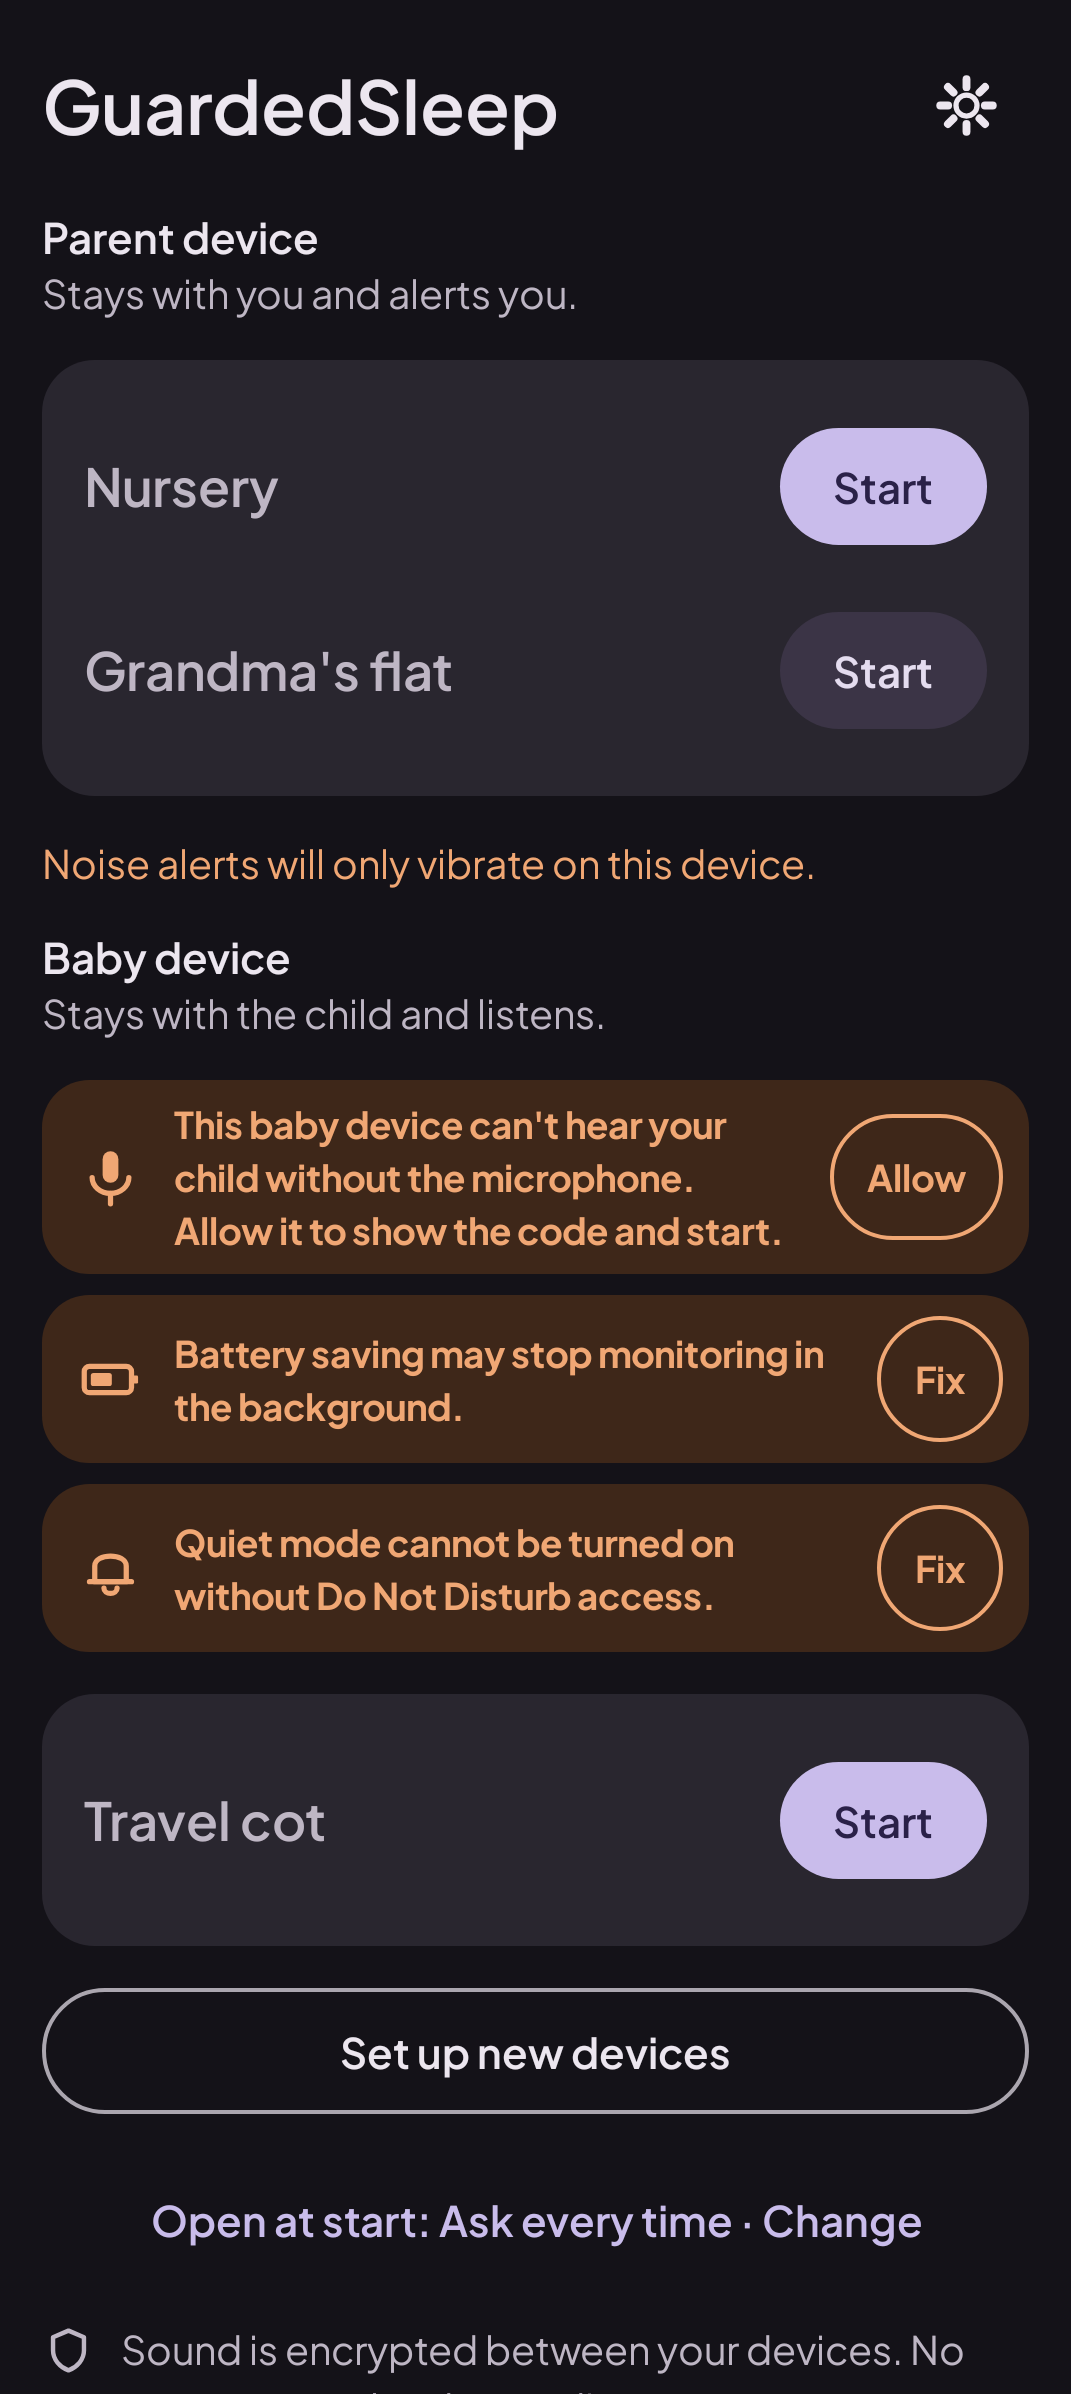 GuardedSleep
Parent device
Stays with you and alerts you.
Nursery
Start
Grandma's flat
Start
Noise alerts will only vibrate on this device.
Baby device
Stays with the child and listens.
This baby device can't hear your
child without the microphone.
Allow it to show the code and start.
Allow
Battery saving may stop monitoring in
the background.
Fix
Quiet mode cannot be turned on
without Do Not Disturb access.
Fix
Travel cot
Start
Set up new devices
Open at start: Ask every time · Change
Sound is encrypted between your devices. No